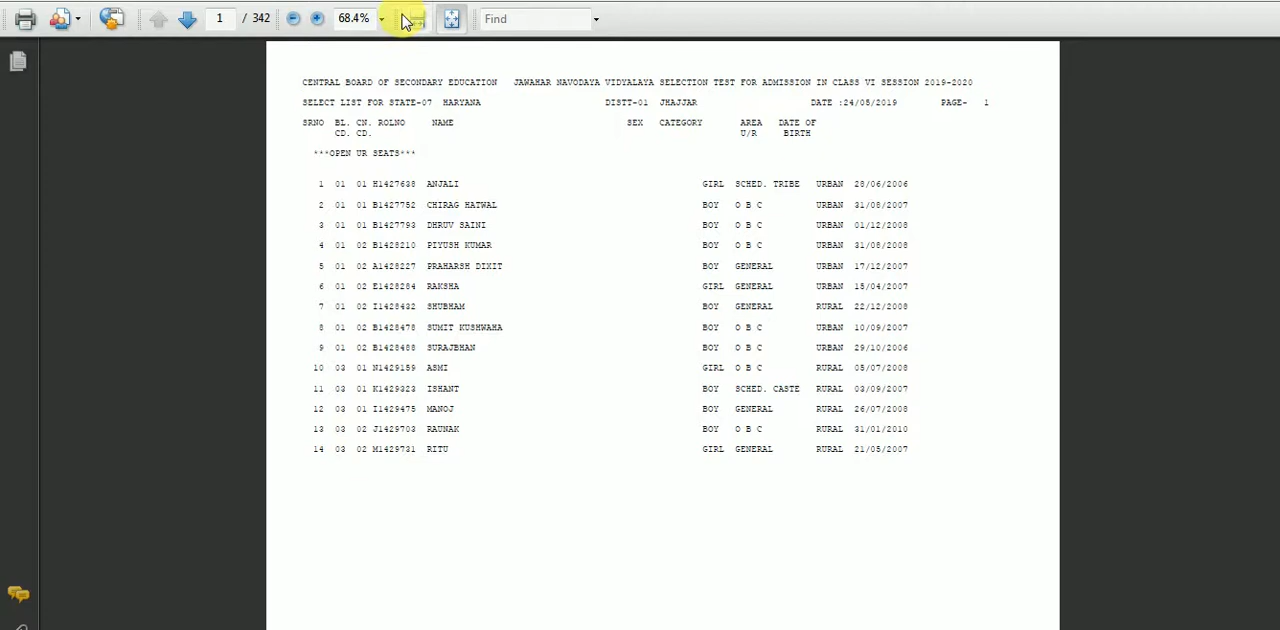 1 / 342 68.4% Find
CENTRAL BOARD OF SECONDARY EDUCATION JAWAHAR NAVODAYA VIDYALAYA SELECTION TEST FOR ADMISSION IN CLASS VI SESSION 2019-2020
SELECT LIST FOR STATE-07 HARYANA DISTT-01 JHAJJAR DATE :24/05/2019 PAGE- 1
SRNO BL. CN. ROLNO NAME SEX CATEGORY AREA DATE OF
CD. CD. U/R BIRTH
***OPEN UR SEATS***
1 01 01 H1427638 ANJALI GIRL SCHED. TRIBE URBAN 28/06/2006
2 01 01 B1427752 CHIRAG HATWAL BOY O B C URBAN 31/08/2007
3 01 01 B1427793 DHRUV SAINI BOY O B C URBAN 01/12/2008
4 01 02 B1428210 PIYUSH KUMAR BOY O B C URBAN 31/08/2008
5 01 02 A1428227 PRAHARSH DIXIT BOY GENERAL URBAN 17/12/2007
6 01 02 E1428284 RAKSHA GIRL GENERAL URBAN 15/04/2007
7 01 02 I1428432 SHUBHAM BOY GENERAL RURAL 22/12/2008
8 01 02 B1428478 SUMIT KUSHWAHA BOY O B C URBAN 10/09/2007
9 01 02 B1428488 SURAJBHAN BOY O B C URBAN 29/10/2006
10 03 01 N1429159 ASMI GIRL O B C RURAL 05/07/2008
11 03 01 K1429323 ISHANT BOY SCHED. CASTE RURAL 03/09/2007
12 03 01 I1429475 MANOJ BOY GENERAL RURAL 26/07/2008
13 03 02 J1429703 RAUNAK BOY O B C RURAL 31/01/2010
14 03 02 M1429731 RITU GIRL GENERAL RURAL 21/05/2007